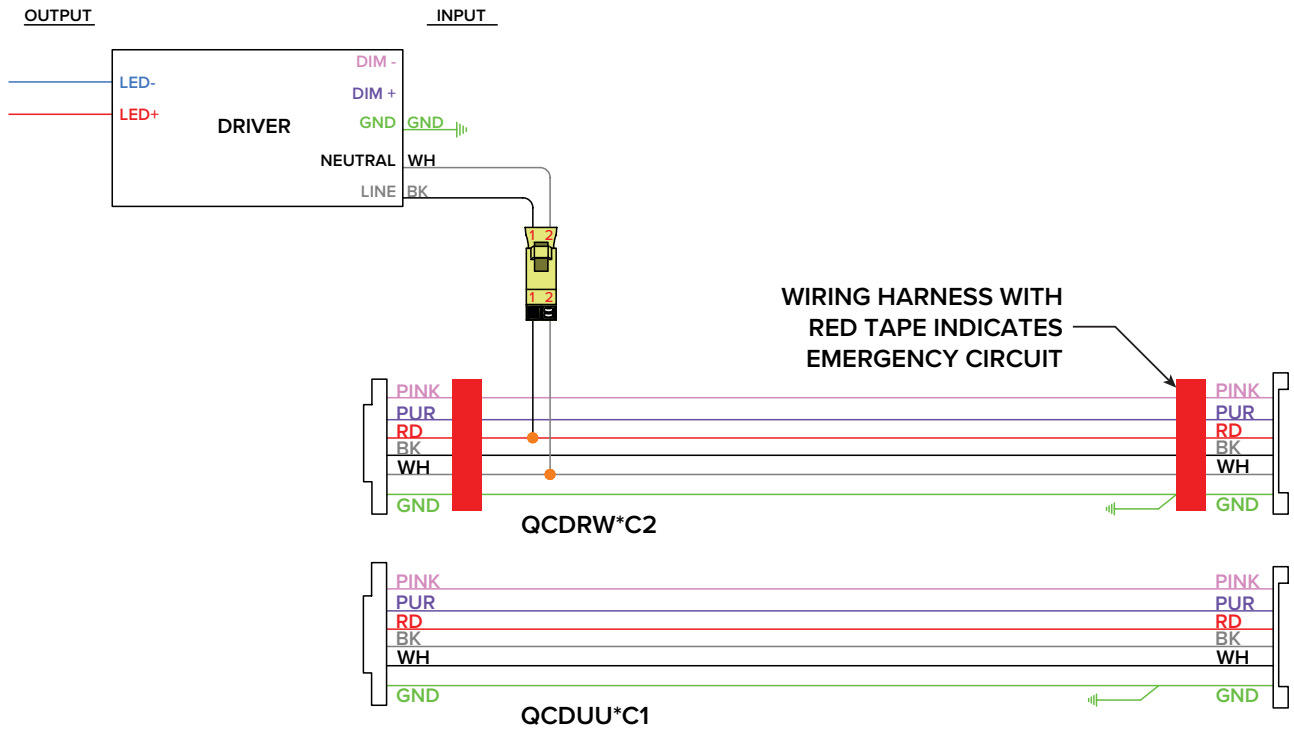 OUTPUT
INPUT
DIM -
LED-
DIM +
LED+
DRIVER
GND GND
NEUTRAL WH
LINE BK
1 2
1 2
WIRING HARNESS WITH
RED TAPE INDICATES
EMERGENCY CIRCUIT
PINK PINK
PUR PUR
RD RD
BK BK
WH WH
GND GND
QCDRW*C2
PINK PINK
PUR PUR
RD RD
BK BK
WH WH
GND GND
QCDUU*C1